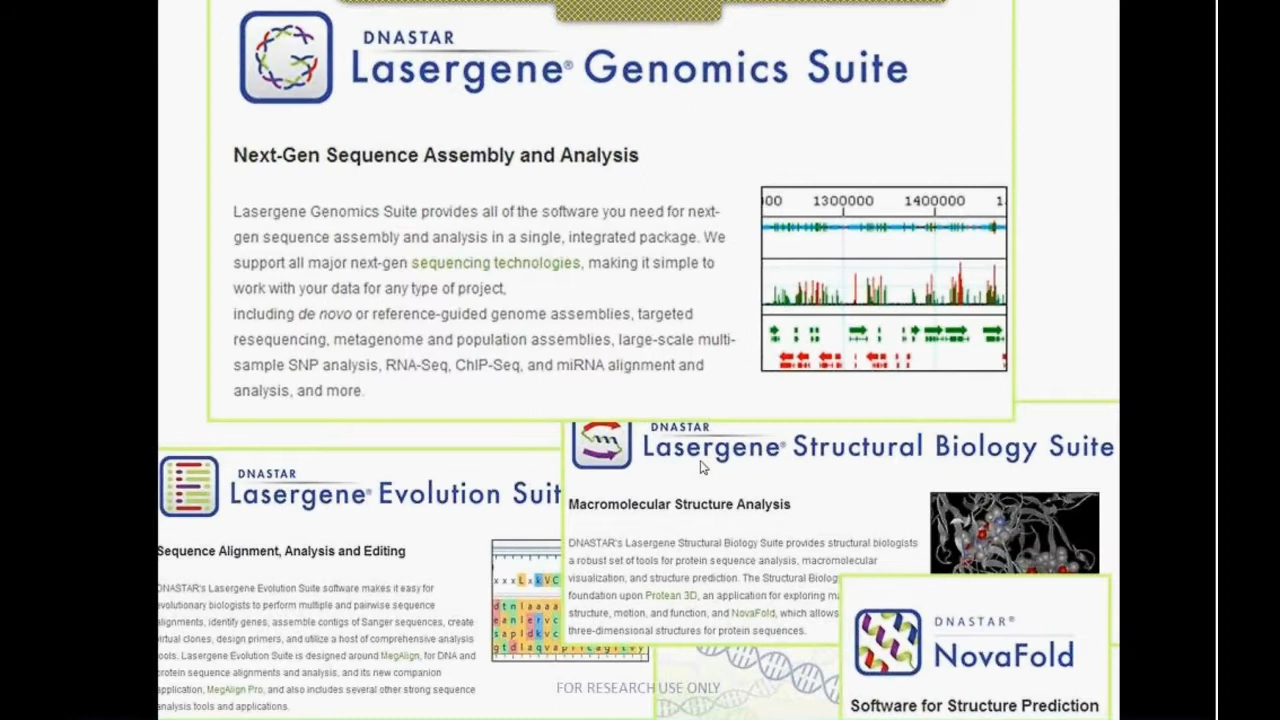 DNASTAR
Lasergene® Genomics Suite
Next-Gen Sequence Assembly and Analysis
Lasergene Genomics Suite provides all of the software you need for next-
gen sequence assembly and analysis in a single, integrated package. We
support all major next-gen sequencing technologies, making it simple to
work with your data for any type of project,
including de novo or reference-guided genome assemblies, targeted
resequencing, metagenome and population assemblies, large-scale multi-
sample SNP analysis, RNA-Seq, ChIP-Seq, and miRNA alignment and
analysis, and more.
00 1300000 1400000 1
DNASTAR
Lasergene® Evolution Suit
Sequence Alignment, Analysis and Editing
DNASTAR's Lasergene Evolution Suite software makes it easy for
evolutionary biologists to perform multiple and pairwise sequence
alignments, identify genes, assemble contigs of Sanger sequences, create
virtual clones, design primers, and utilize a host of comprehensive analysis
tools. Lasergene Evolution Suite is designed around MegAlign, for DNA and
protein sequence alignments and analysis, and its new companion
application, MegAlign Pro, and also includes several other strong sequence
analysis tools and applications.
x x x L x k V C
d t n l a a a a
e a n l e r v c
s a p l d k v c
DNASTAR
Lasergene® Structural Biology Suite
Macromolecular Structure Analysis
DNASTAR's Lasergene Structural Biology Suite provides structural biologists
a robust set of tools for protein sequence analysis, macromolecular
visualization, and structure prediction. The Structural Biolog
foundation upon Protean 3D, an application for exploring m
structure, motion, and function, and NovaFold, which allows
three-dimensional structures for protein sequences.
DNASTAR®
NovaFold
Software for Structure Prediction
FOR RESEARCH USE ONLY